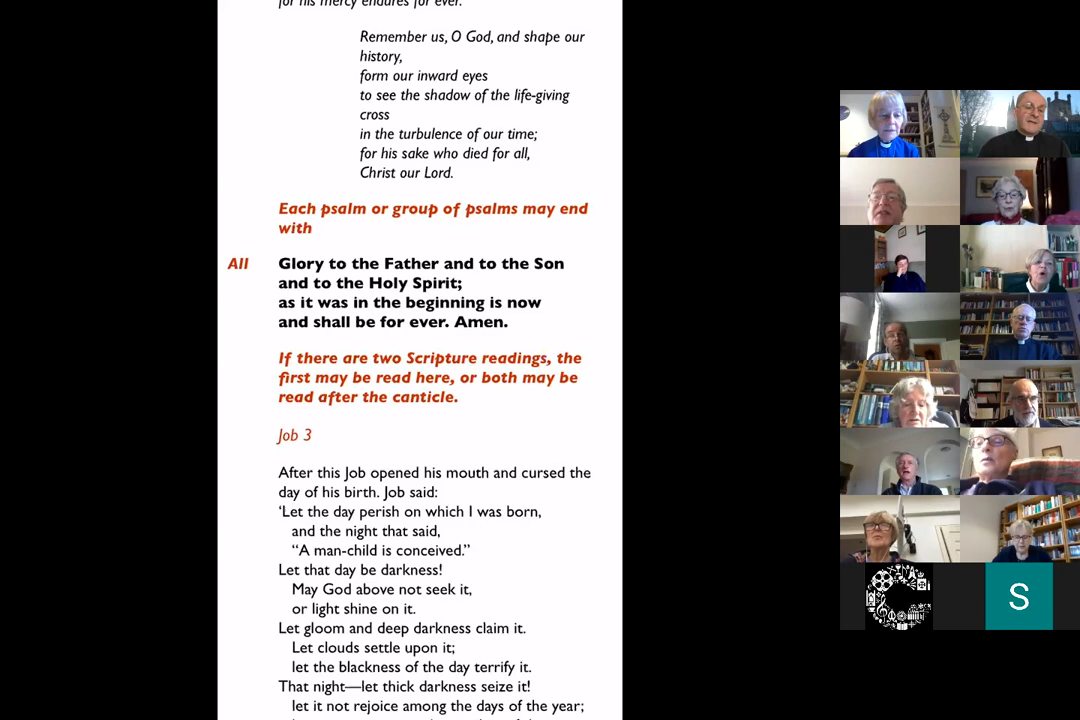 for his mercy endures for ever.
Remember us, O God, and shape our
history,
form our inward eyes
to see the shadow of the life-giving
cross
in the turbulence of our time;
for his sake who died for all,
Christ our Lord.
Each psalm or group of psalms may end
with
All Glory to the Father and to the Son
and to the Holy Spirit;
as it was in the beginning is now
and shall be for ever. Amen.
If there are two Scripture readings, the
first may be read here, or both may be
read after the canticle.
Job 3
After this Job opened his mouth and cursed the
day of his birth. Job said:
‘Let the day perish on which I was born,
and the night that said,
“A man-child is conceived.”
Let that day be darkness!
May God above not seek it,
or light shine on it.
Let gloom and deep darkness claim it.
Let clouds settle upon it;
let the blackness of the day terrify it.
That night—let thick darkness seize it!
let it not rejoice among the days of the year;
S